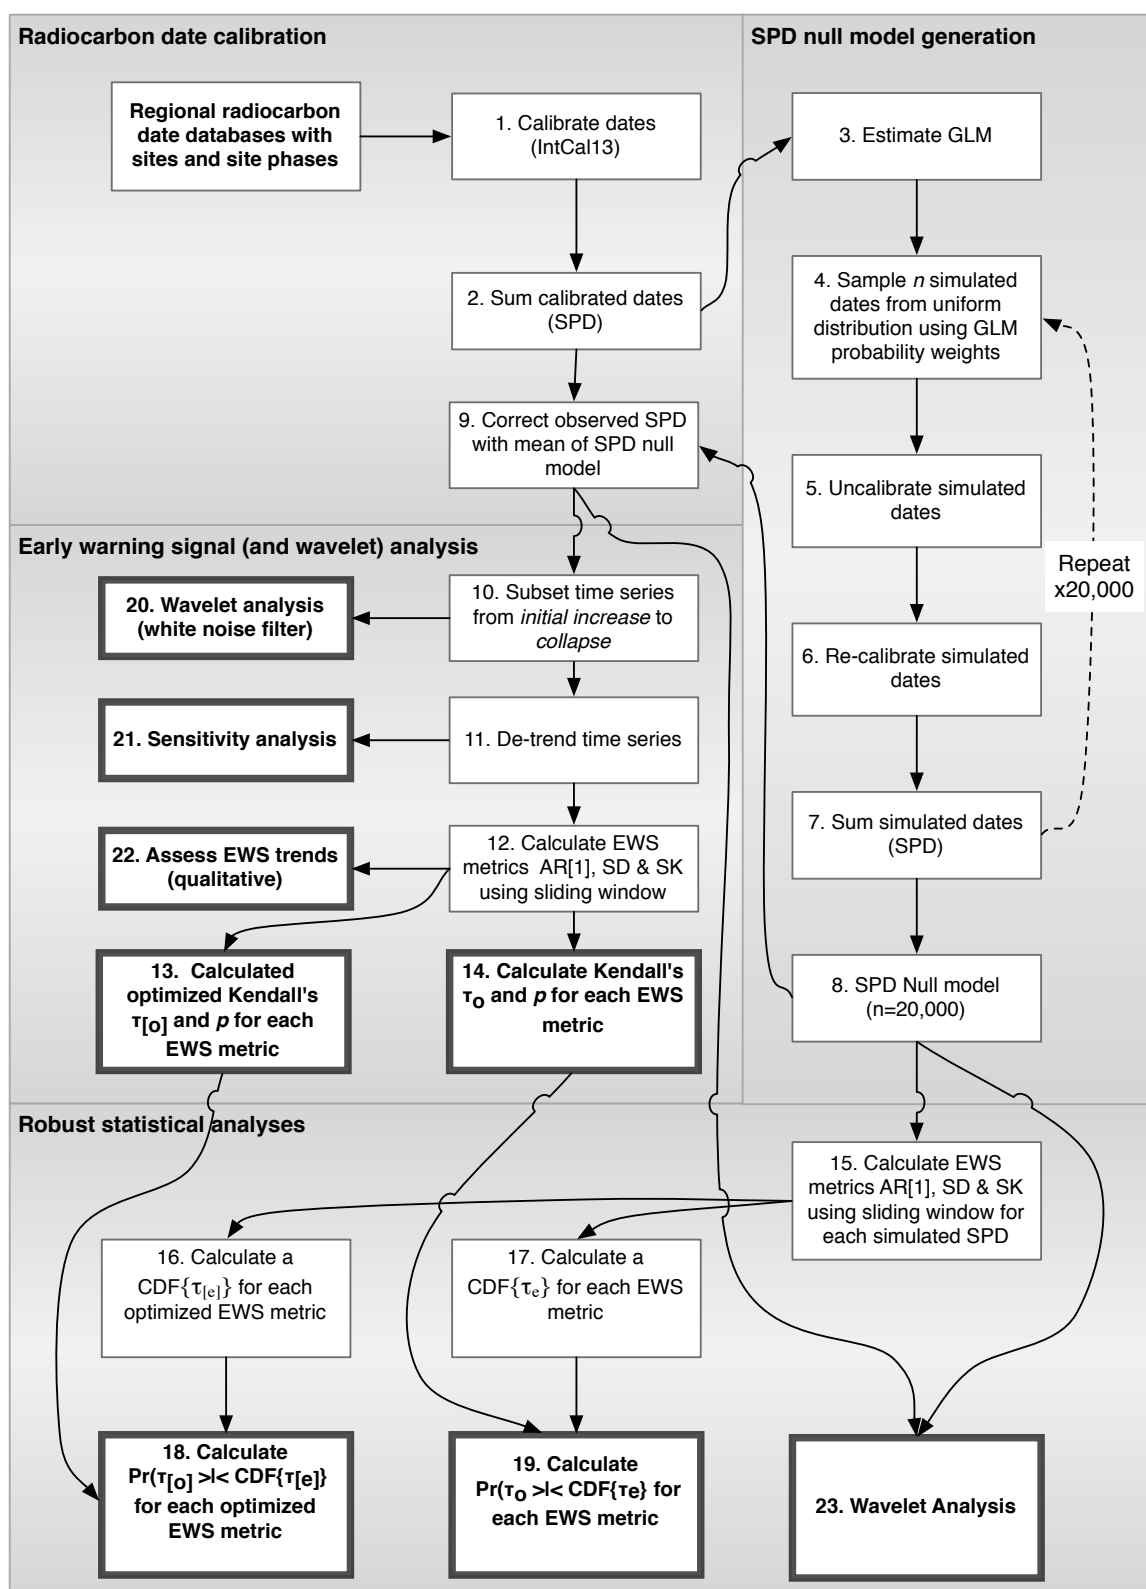 Radiocarbon date calibration
SPD null model generation
Regional radiocarbon
date databases with
sites and site phases
1. Calibrate dates
(IntCal13)
3. Estimate GLM
2. Sum calibrated dates
(SPD)
4. Sample n simulated
dates from uniform
distribution using GLM
probability weights
9. Correct observed SPD
with mean of SPD null
model
5. Uncalibrate simulated
dates
Early warning signal (and wavelet) analysis
Repeat
x20,000
20. Wavelet analysis
(white noise filter)
10. Subset time series
from initial increase to
collapse
6. Re-calibrate simulated
dates
21. Sensitivity analysis
11. De-trend time series
7. Sum simulated dates
(SPD)
22. Assess EWS trends
(qualitative)
12. Calculate EWS
metrics AR[1], SD & SK
using sliding window
13. Calculated
optimized Kendall's
τ[o] and p for each
EWS metric
14. Calculate Kendall's
τo and p for each EWS
metric
8. SPD Null model
(n=20,000)
Robust statistical analyses
15. Calculate EWS
metrics AR[1], SD & SK
using sliding window for
each simulated SPD
16. Calculate a
CDF{τ[e]} for each
optimized EWS metric
17. Calculate a
CDF{τe} for each EWS
metric
18. Calculate
Pr(τ[o] >|< CDF{τ[e]}
for each optimized
EWS metric
19. Calculate
Pr(τo >|< CDF{τe} for
each EWS metric
23. Wavelet Analysis